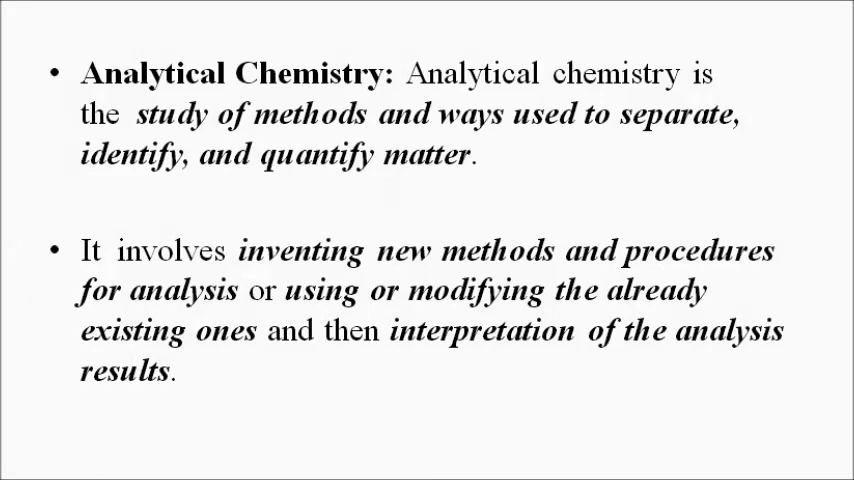 • Analytical Chemistry: Analytical chemistry is
the study of methods and ways used to separate,
identify, and quantify matter.
• It involves inventing new methods and procedures
for analysis or using or modifying the already
existing ones and then interpretation of the analysis
results.